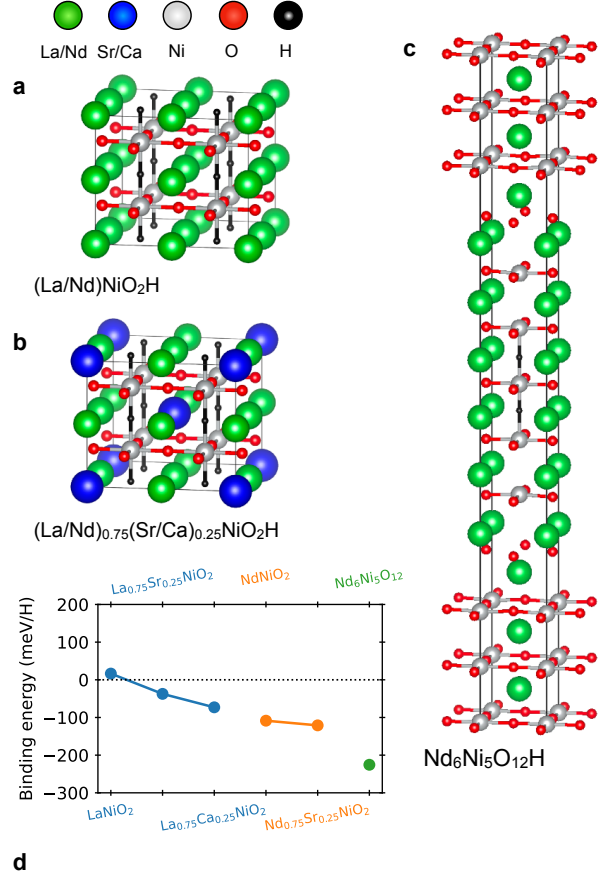 La/Nd Sr/Ca Ni O H
a
(La/Nd)NiO₂H
b
(La/Nd)₀.₇₅(Sr/Ca)₀.₂₅NiO₂H
La₀.₇₅Sr₀.₂₅NiO₂ NdNiO₂ Nd₆Ni₅O₁₂
Binding energy (meV/H)
200
100
0
−100
−200
−300
LaNiO₂ La₀.₇₅Ca₀.₂₅NiO₂ Nd₀.₇₅Sr₀.₂₅NiO₂
c
Nd₆Ni₅O₁₂H
d